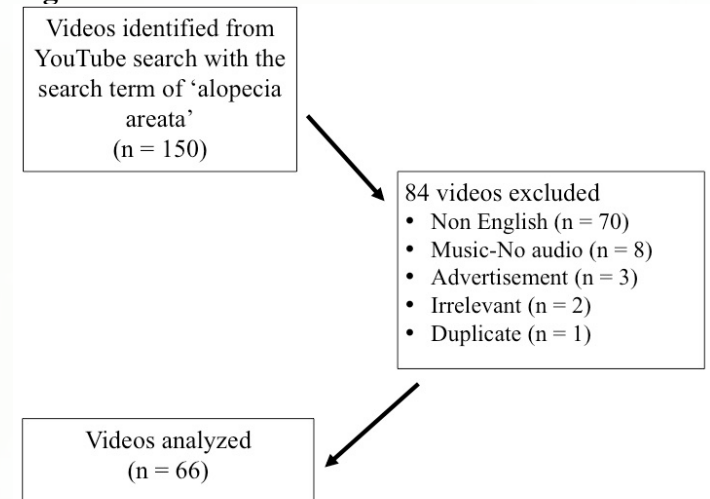 Videos identified from
YouTube search with the
search term of ‘alopecia
areata’
(n = 150)
84 videos excluded
• Non English (n = 70)
• Music-No audio (n = 8)
• Advertisement (n = 3)
• Irrelevant (n = 2)
• Duplicate (n = 1)
Videos analyzed
(n = 66)